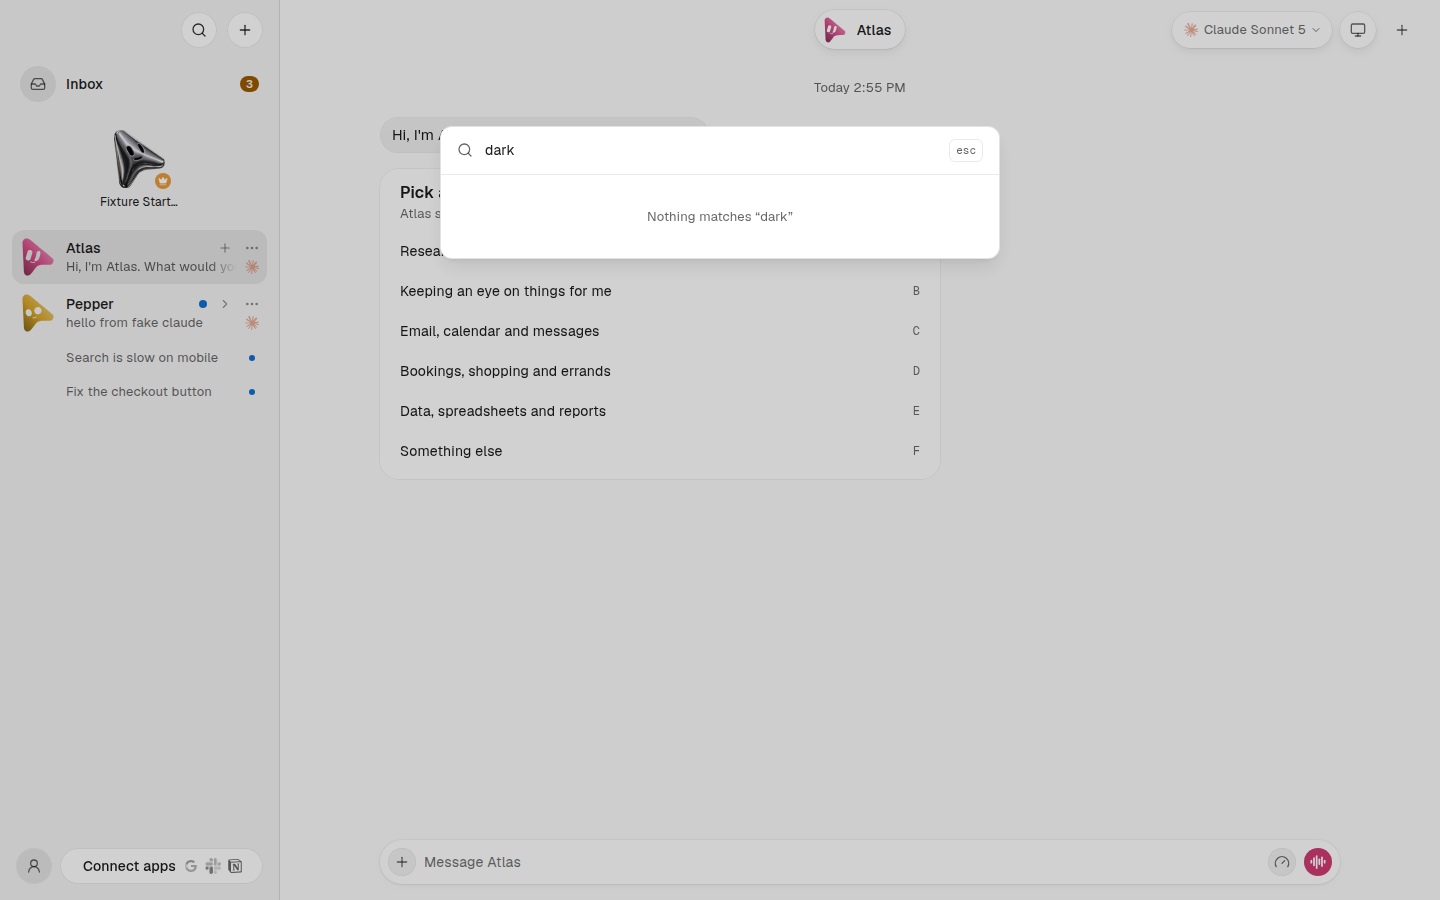 Inbox
3
Fixture Start...
Atlas
Hi, I'm Atlas. What would yo
Pepper
hello from fake claude
Search is slow on mobile
Fix the checkout button
Connect apps
Atlas
Claude Sonnet 5
Today 2:55 PM
Hi, I'm
dark
esc
Nothing matches “dark”
Pick
Atlas s
Resea
Keeping an eye on things for me B
Email, calendar and messages C
Bookings, shopping and errands D
Data, spreadsheets and reports E
Something else F
Message Atlas